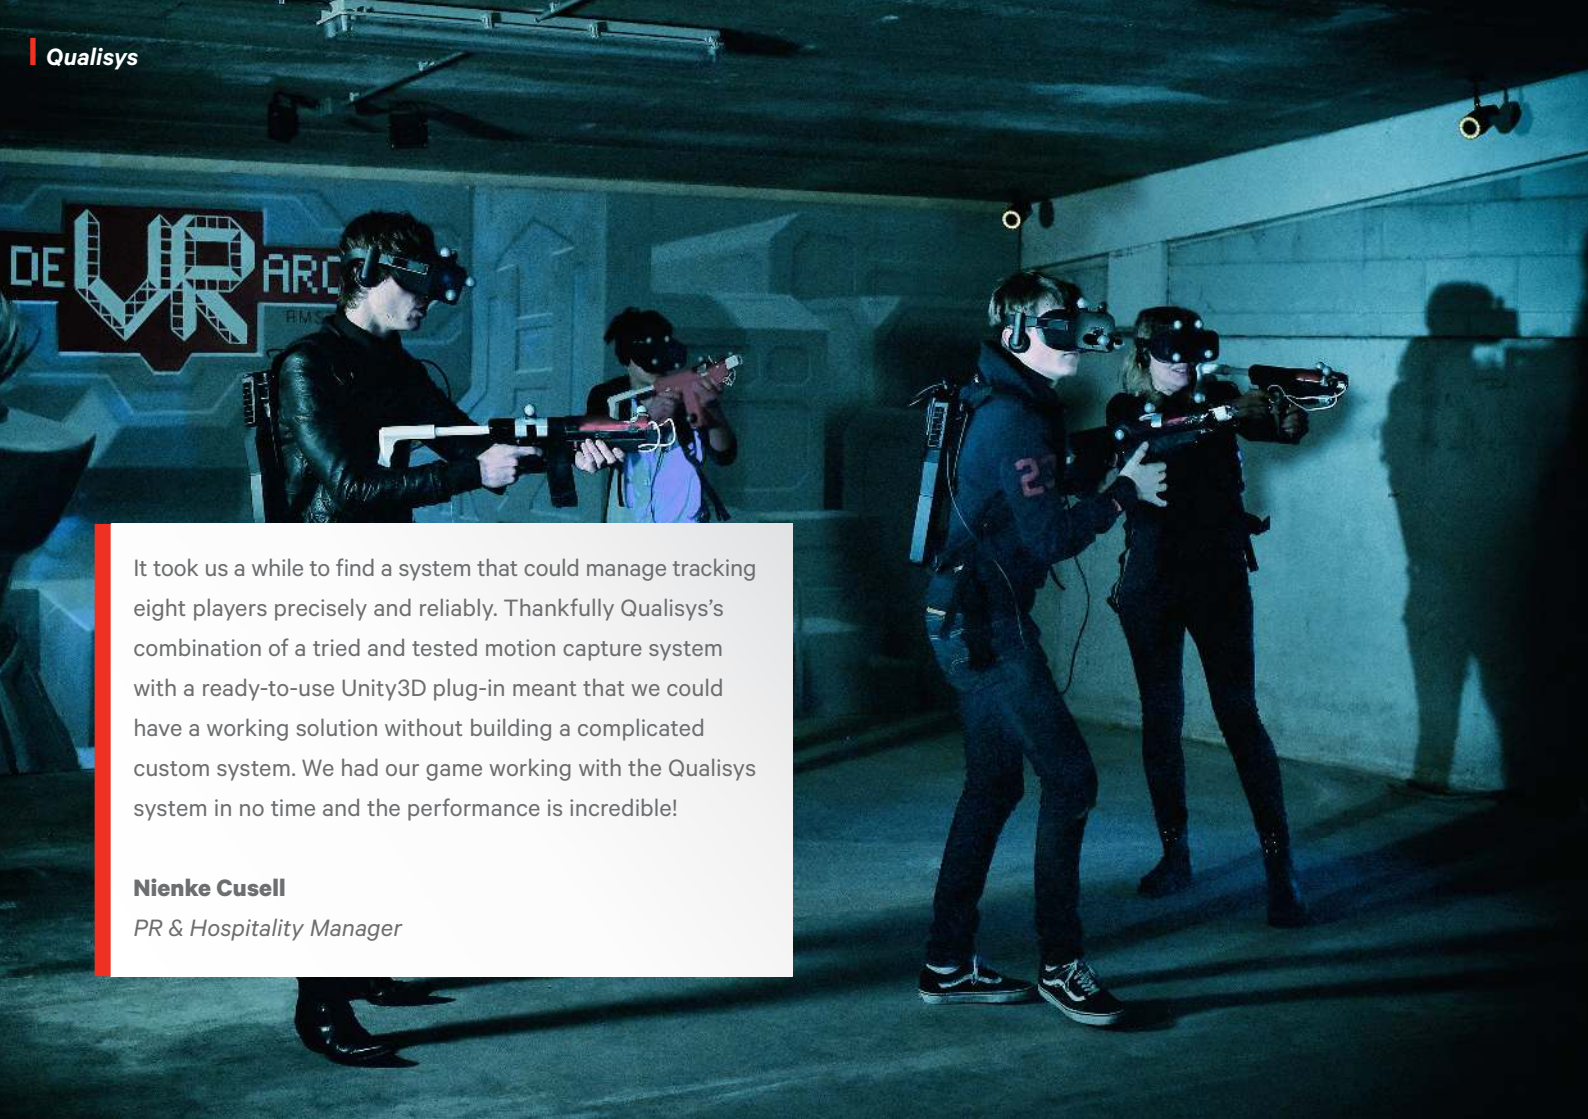 Qualisys
DE VR ARC
AMS
23
It took us a while to find a system that could manage tracking
eight players precisely and reliably. Thankfully Qualisys’s
combination of a tried and tested motion capture system
with a ready-to-use Unity3D plug-in meant that we could
have a working solution without building a complicated
custom system. We had our game working with the Qualisys
system in no time and the performance is incredible!
Nienke Cusell
PR & Hospitality Manager